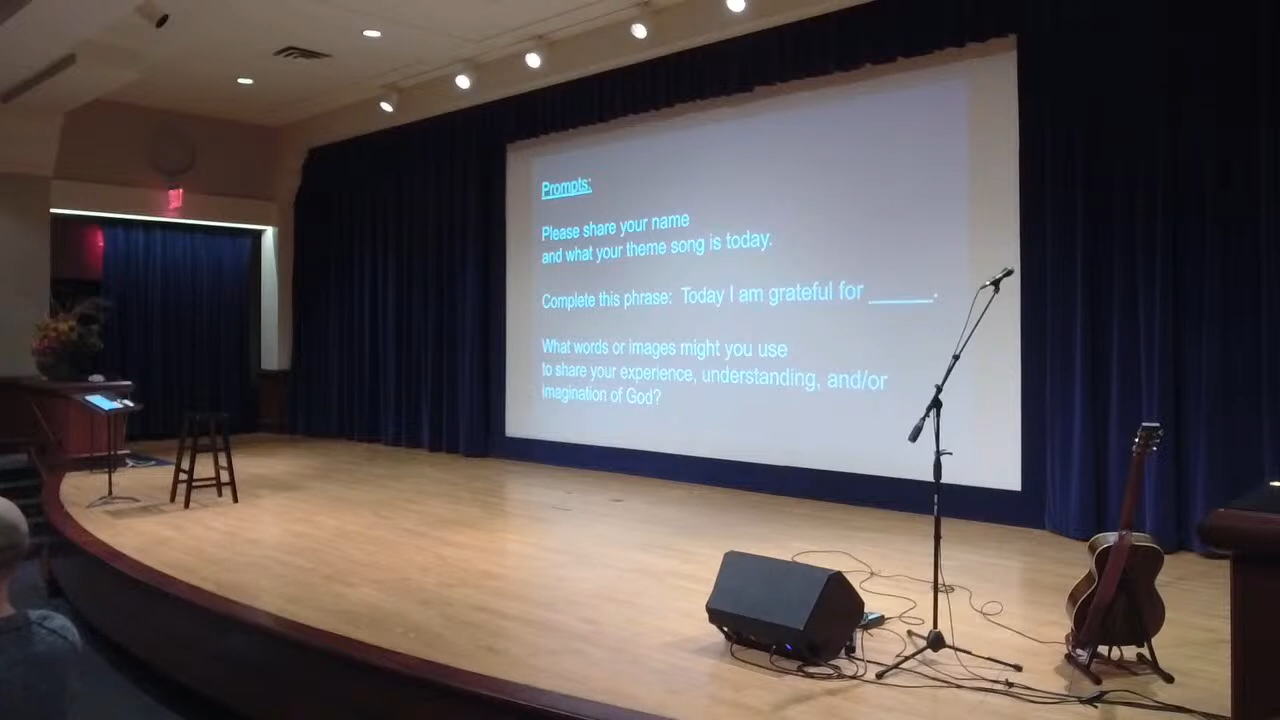 Prompts:
Please share your name
and what your theme song is today.
Complete this phrase: Today I am grateful for _____.
What words or images might you use
to share your experience, understanding, and/or
imagination of God?